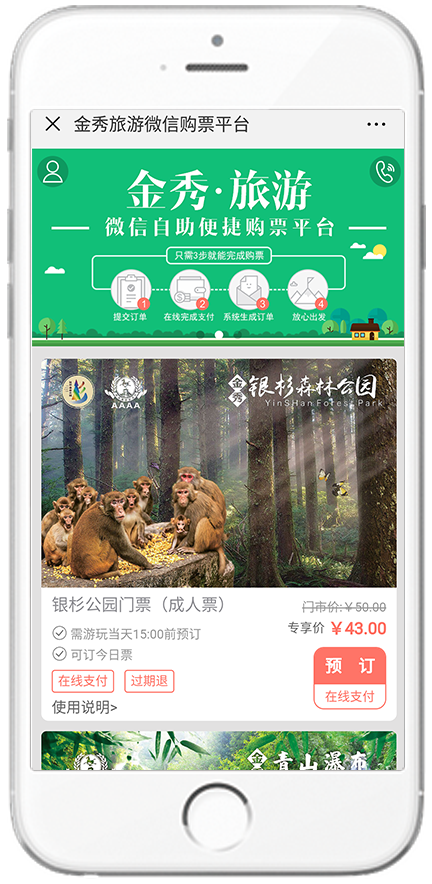 金秀旅游微信购票平台
金秀·旅游
微信自助便捷购票平台
只需3步就能完成购票
1 2 3 4
提交订单 在线完成支付 系统生成订单 放心出发
AAAA
金秀 银杉森林公园
YinShan Forest Park
银杉公园门票（成人票）
门市价:￥50.00
需游玩当天15:00前预订
专享价 ￥43.00
可订今日票
预 订
在线支付 过期退
在线支付
使用说明>
金秀 青山瀑布